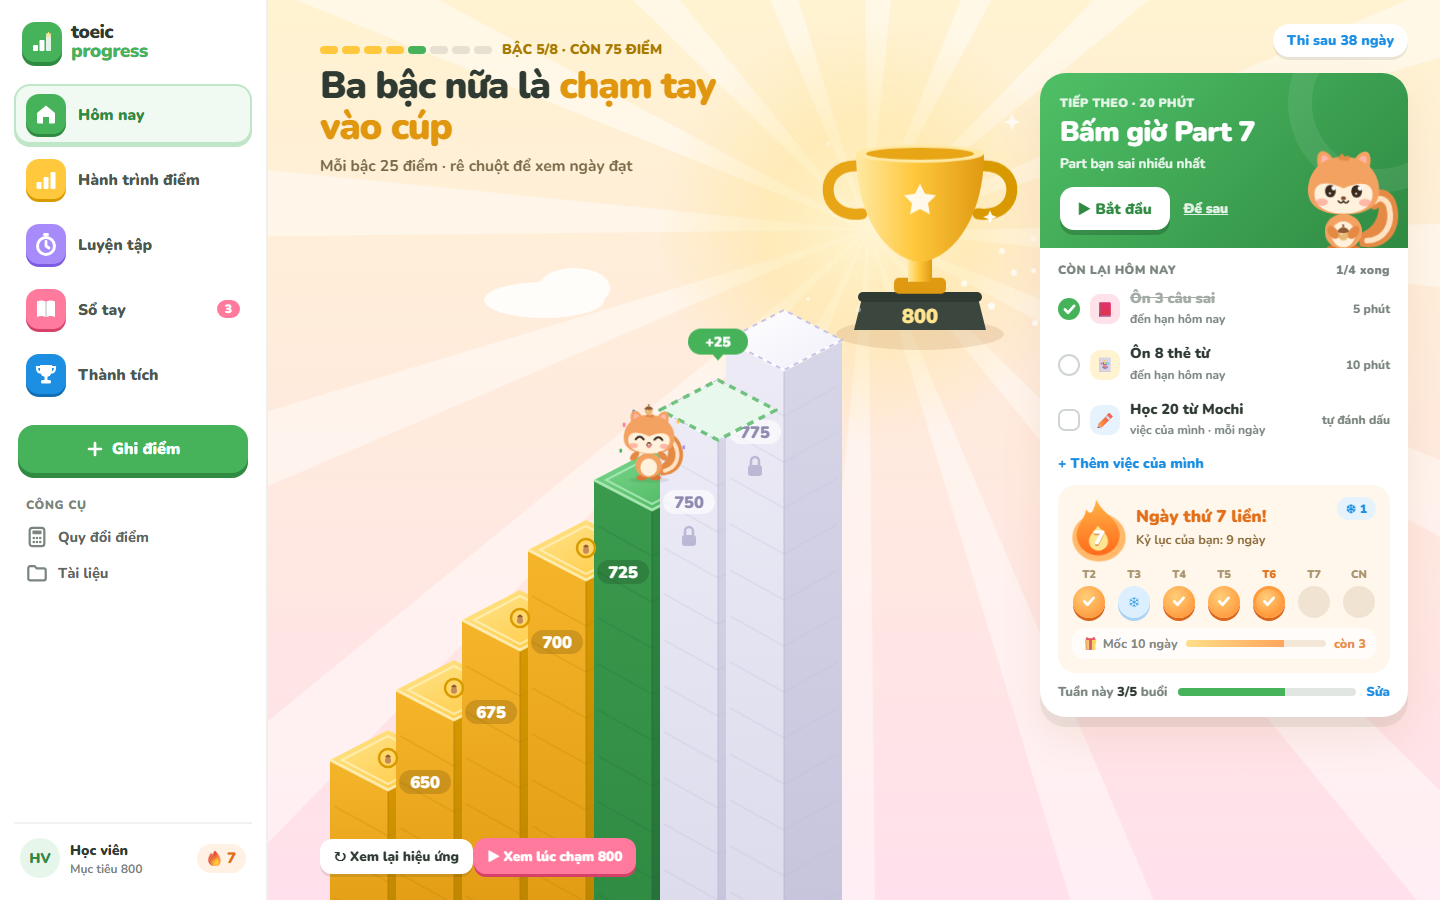 toeic
progress
Hôm nay
Hành trình điểm
Luyện tập
Sổ tay
3
Thành tích
+ Ghi điểm
CÔNG CỤ
Quy đổi điểm
Tài liệu
HV
Học viên
Mục tiêu 800
7
BẬC 5/8 · CÒN 75 ĐIỂM
Ba bậc nữa là chạm tay
vào cúp
Mỗi bậc 25 điểm · rê chuột để xem ngày đạt
800
+25
775
750
725
700
675
650
↻ Xem lại hiệu ứng
▶ Xem lúc chạm 800
Thi sau 38 ngày
TIẾP THEO · 20 PHÚT
Bấm giờ Part 7
Part bạn sai nhiều nhất
▶ Bắt đầu
Để sau
CÒN LẠI HÔM NAY
1/4 xong
Ôn 3 câu sai
đến hạn hôm nay
5 phút
Ôn 8 thẻ từ
đến hạn hôm nay
10 phút
Học 20 từ Mochi
việc của mình · mỗi ngày
tự đánh dấu
+ Thêm việc của mình
7
Ngày thứ 7 liền!
Kỷ lục của bạn: 9 ngày
❄ 1
T2 T3 T4 T5 T6 T7 CN
Mốc 10 ngày
còn 3
Tuần này 3/5 buổi
Sửa